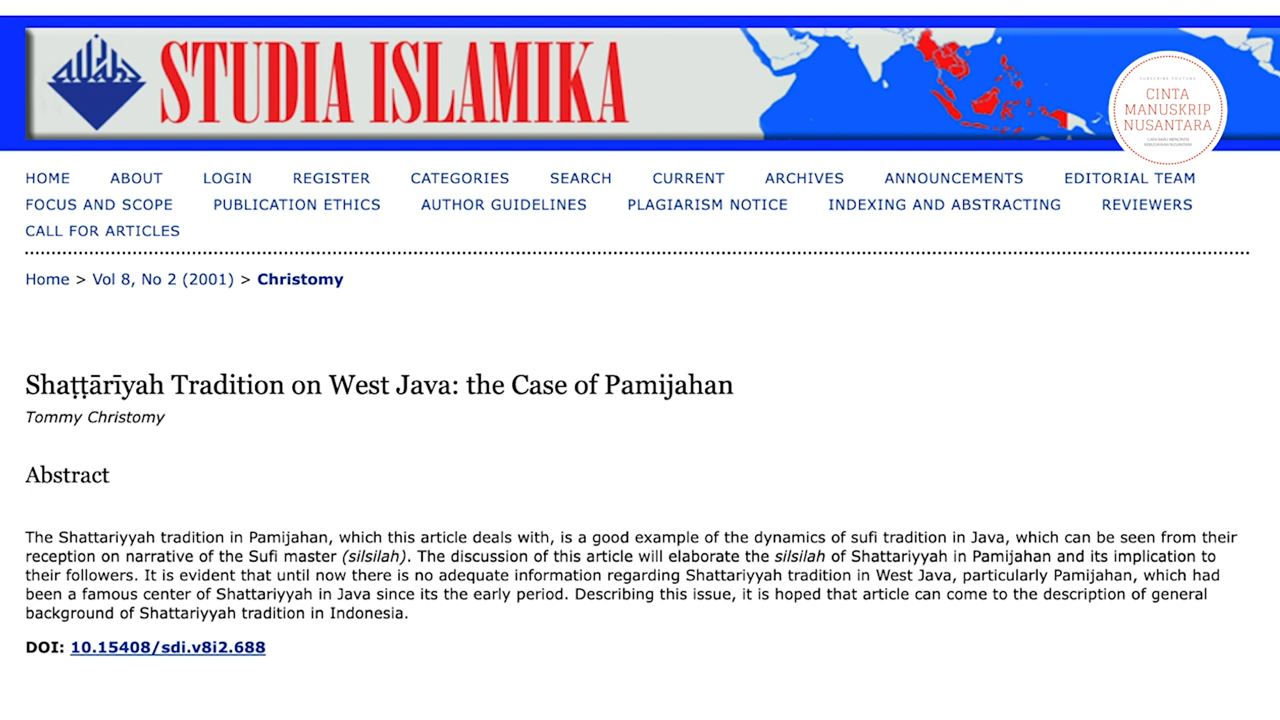 STUDIA ISLAMIKA
SUBSCRIBE YOUTUBE
CINTA
MANUSKRIP
NUSANTARA
HOME ABOUT LOGIN REGISTER CATEGORIES SEARCH CURRENT ARCHIVES ANNOUNCEMENTS EDITORIAL TEAM
FOCUS AND SCOPE PUBLICATION ETHICS AUTHOR GUIDELINES PLAGIARISM NOTICE INDEXING AND ABSTRACTING REVIEWERS
CALL FOR ARTICLES
Home > Vol 8, No 2 (2001) > Christomy
Shaṭṭārīyah Tradition on West Java: the Case of Pamijahan
Tommy Christomy
Abstract
The Shattariyyah tradition in Pamijahan, which this article deals with, is a good example of the dynamics of sufi tradition in Java, which can be seen from their
reception on narrative of the Sufi master (silsilah). The discussion of this article will elaborate the silsilah of Shattariyyah in Pamijahan and its implication to
their followers. It is evident that until now there is no adequate information regarding Shattariyyah tradition in West Java, particularly Pamijahan, which had
been a famous center of Shattariyyah in Java since its the early period. Describing this issue, it is hoped that article can come to the description of general
background of Shattariyyah tradition in Indonesia.
DOI: 10.15408/sdi.v8i2.688